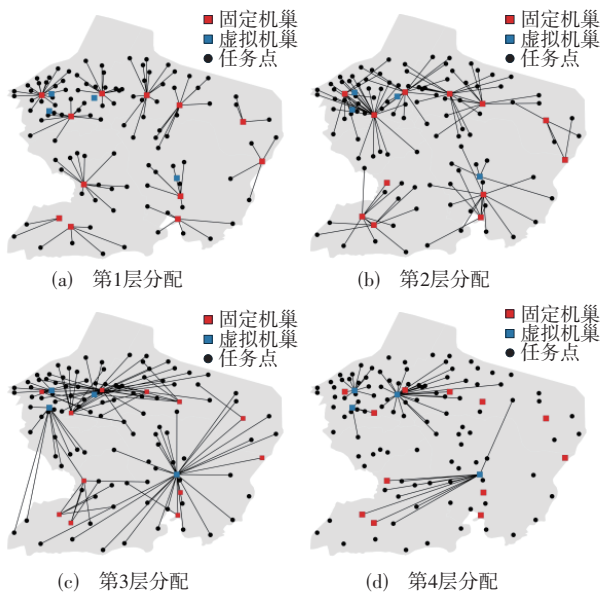 固定机巢
虚拟机巢
任务点
固定机巢
虚拟机巢
任务点
(a) 第1层分配
(b) 第2层分配
固定机巢
虚拟机巢
任务点
固定机巢
虚拟机巢
任务点
(c) 第3层分配
(d) 第4层分配